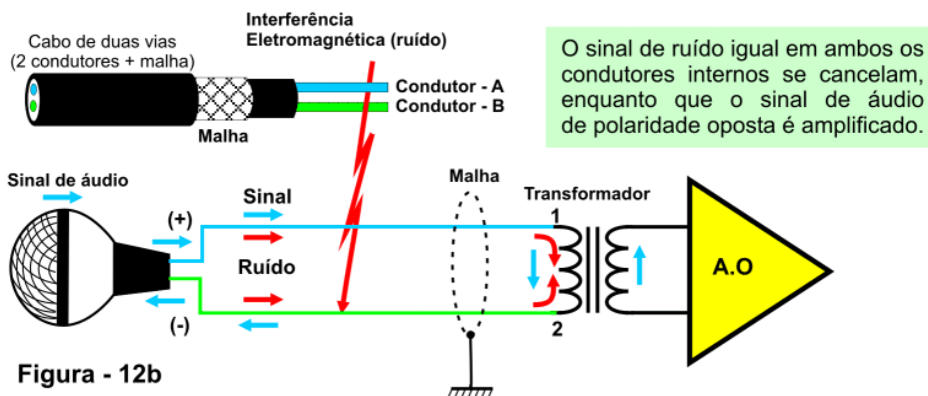 Interferência
Eletromagnética (ruído)
Cabo de duas vias
(2 condutores + malha)
Condutor - A
Condutor - B
Malha
O sinal de ruído igual em ambos os
condutores internos se cancelam,
enquanto que o sinal de áudio
de polaridade oposta é amplificado.
Sinal de áudio
(+)
Sinal
Ruído
(-)
Malha
Transformador
1
2
A.O
Figura - 12b